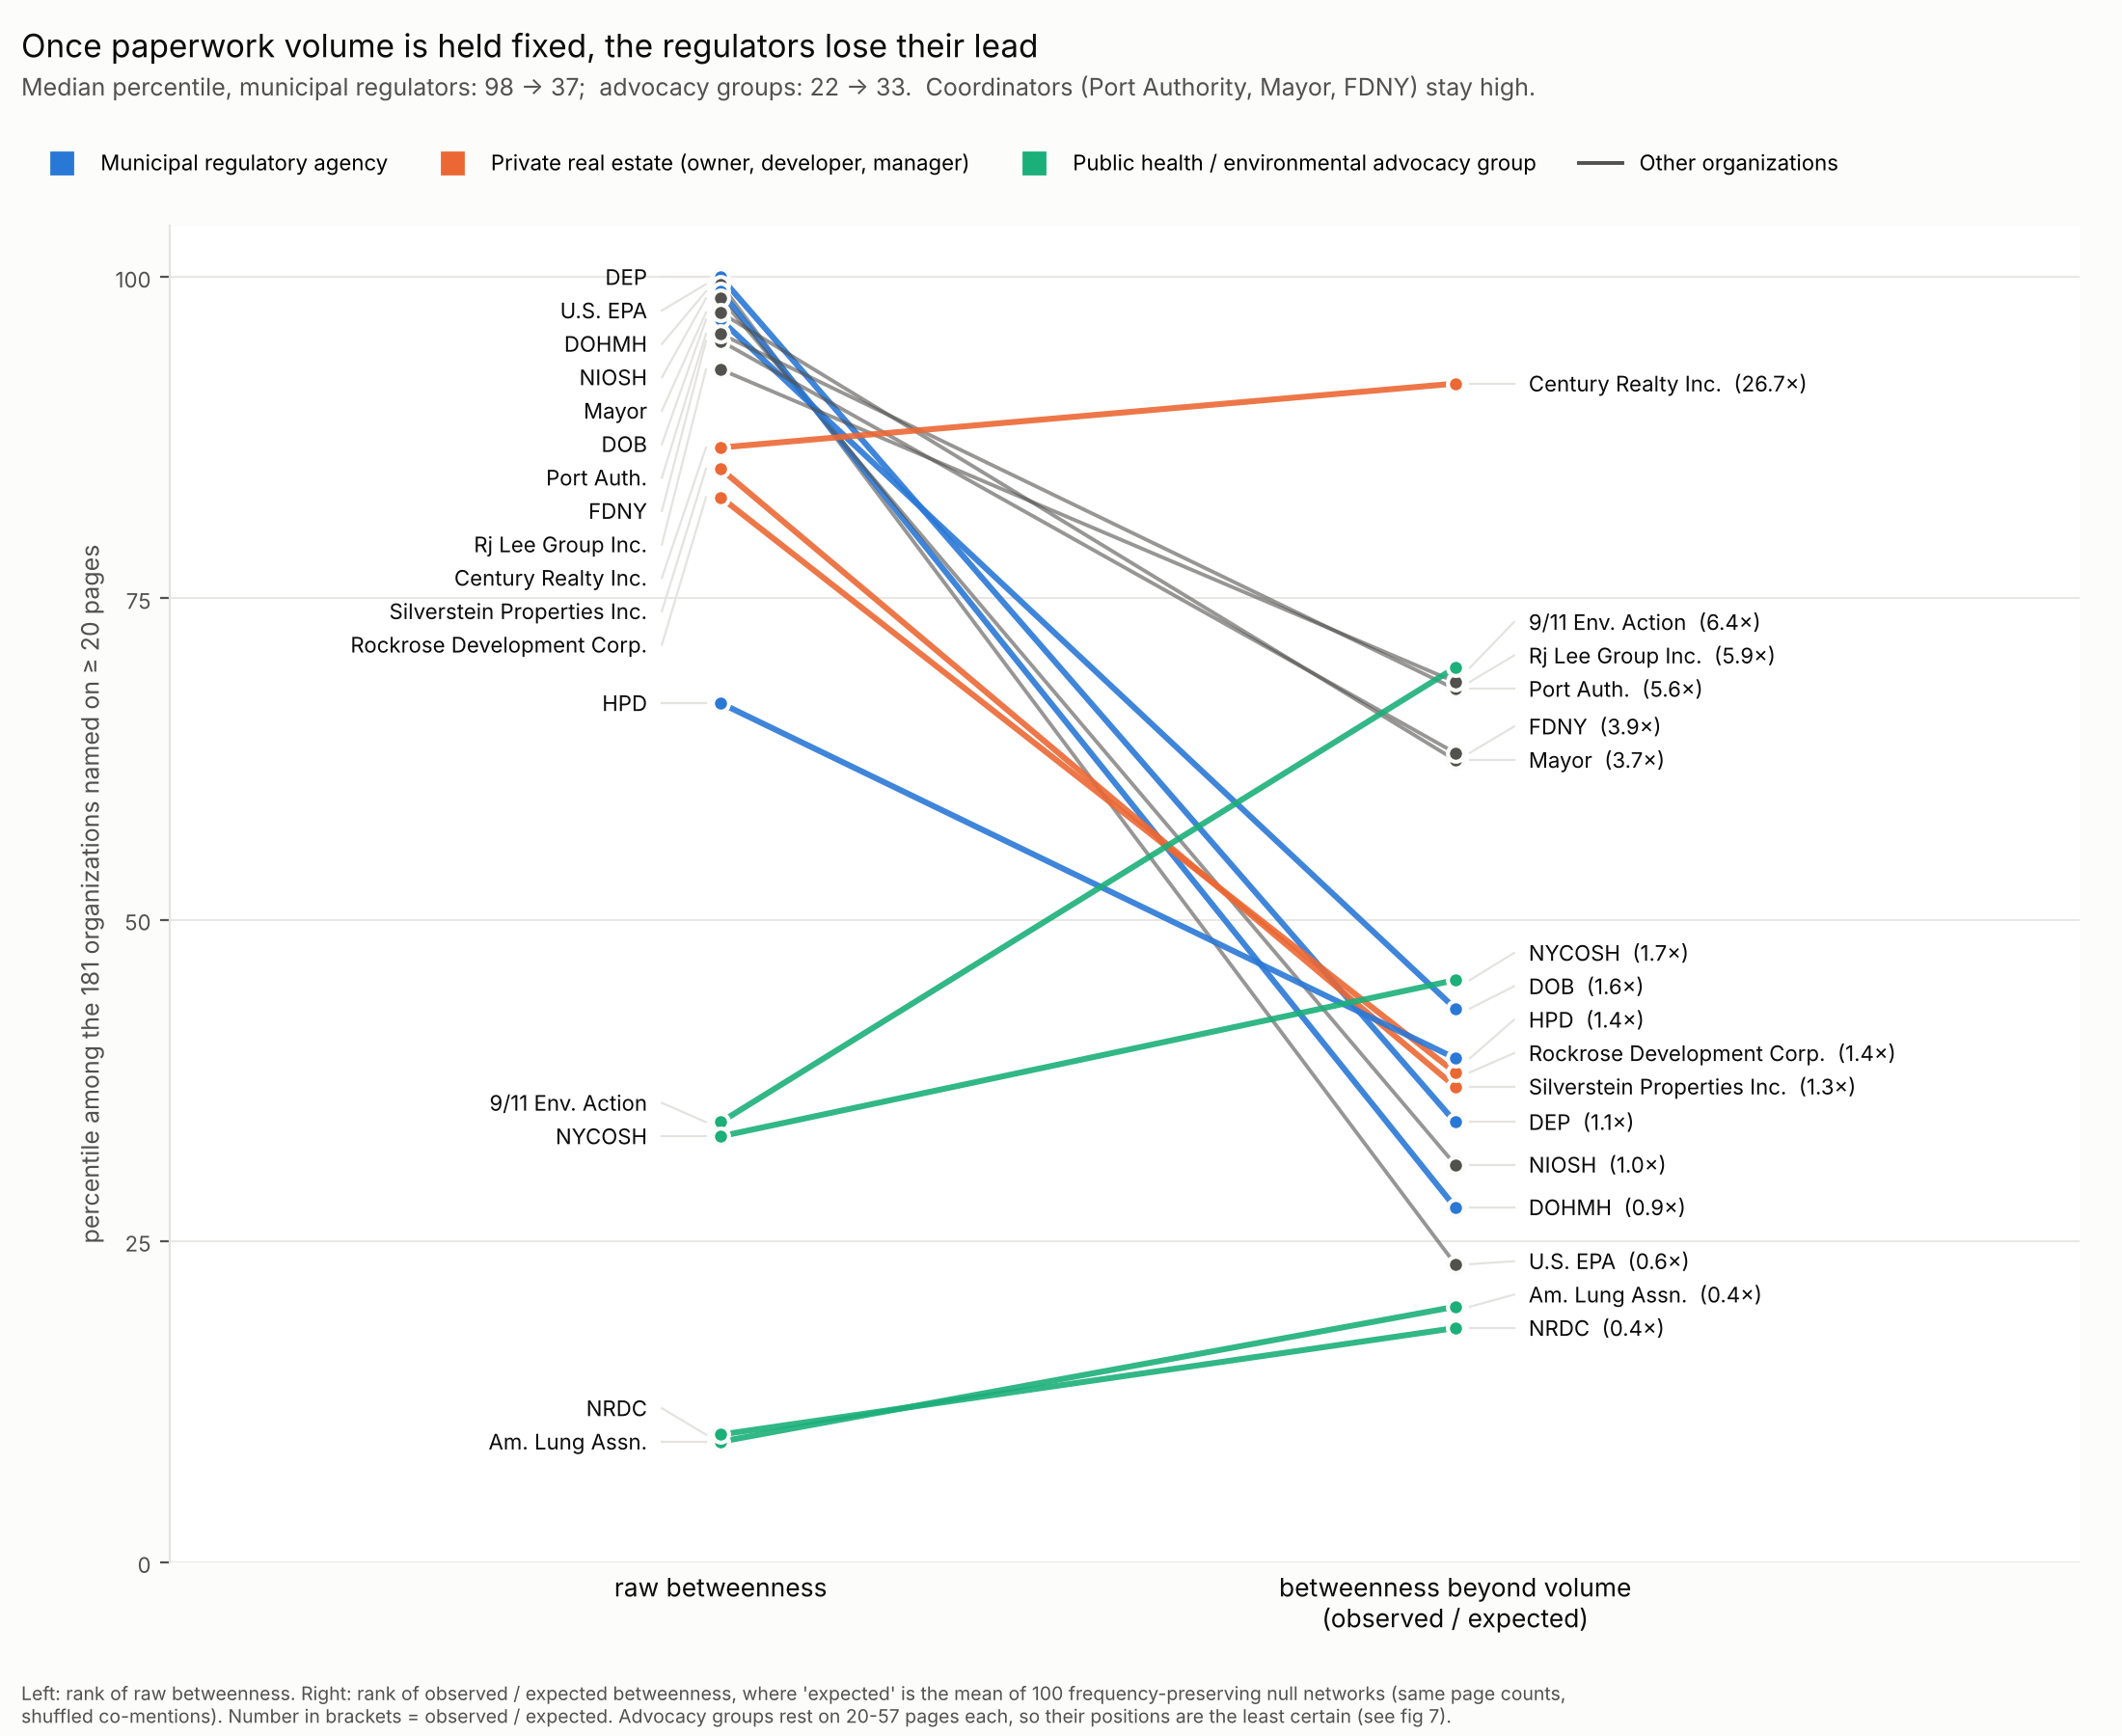 Once paperwork volume is held fixed, the regulators lose their lead
Median percentile, municipal regulators: 98 → 37;  advocacy groups: 22 → 33.  Coordinators (Port Authority, Mayor, FDNY) stay high.
Municipal regulatory agency
Private real estate (owner, developer, manager)
Public health / environmental advocacy group
Other organizations
percentile among the 181 organizations named on ≥ 20 pages
100
75
50
25
0
DEP
U.S. EPA
DOHMH
NIOSH
Mayor
DOB
Port Auth.
FDNY
Rj Lee Group Inc.
Century Realty Inc.
Silverstein Properties Inc.
Rockrose Development Corp.
HPD
9/11 Env. Action
NYCOSH
NRDC
Am. Lung Assn.
Century Realty Inc.  (26.7×)
9/11 Env. Action  (6.4×)
Rj Lee Group Inc.  (5.9×)
Port Auth.  (5.6×)
FDNY  (3.9×)
Mayor  (3.7×)
NYCOSH  (1.7×)
DOB  (1.6×)
HPD  (1.4×)
Rockrose Development Corp.  (1.4×)
Silverstein Properties Inc.  (1.3×)
DEP  (1.1×)
NIOSH  (1.0×)
DOHMH  (0.9×)
U.S. EPA  (0.6×)
Am. Lung Assn.  (0.4×)
NRDC  (0.4×)
raw betweenness
betweenness beyond volume
(observed / expected)
Left: rank of raw betweenness. Right: rank of observed / expected betweenness, where 'expected' is the mean of 100 frequency-preserving null networks (same page counts,
shuffled co-mentions). Number in brackets = observed / expected. Advocacy groups rest on 20-57 pages each, so their positions are the least certain (see fig 7).